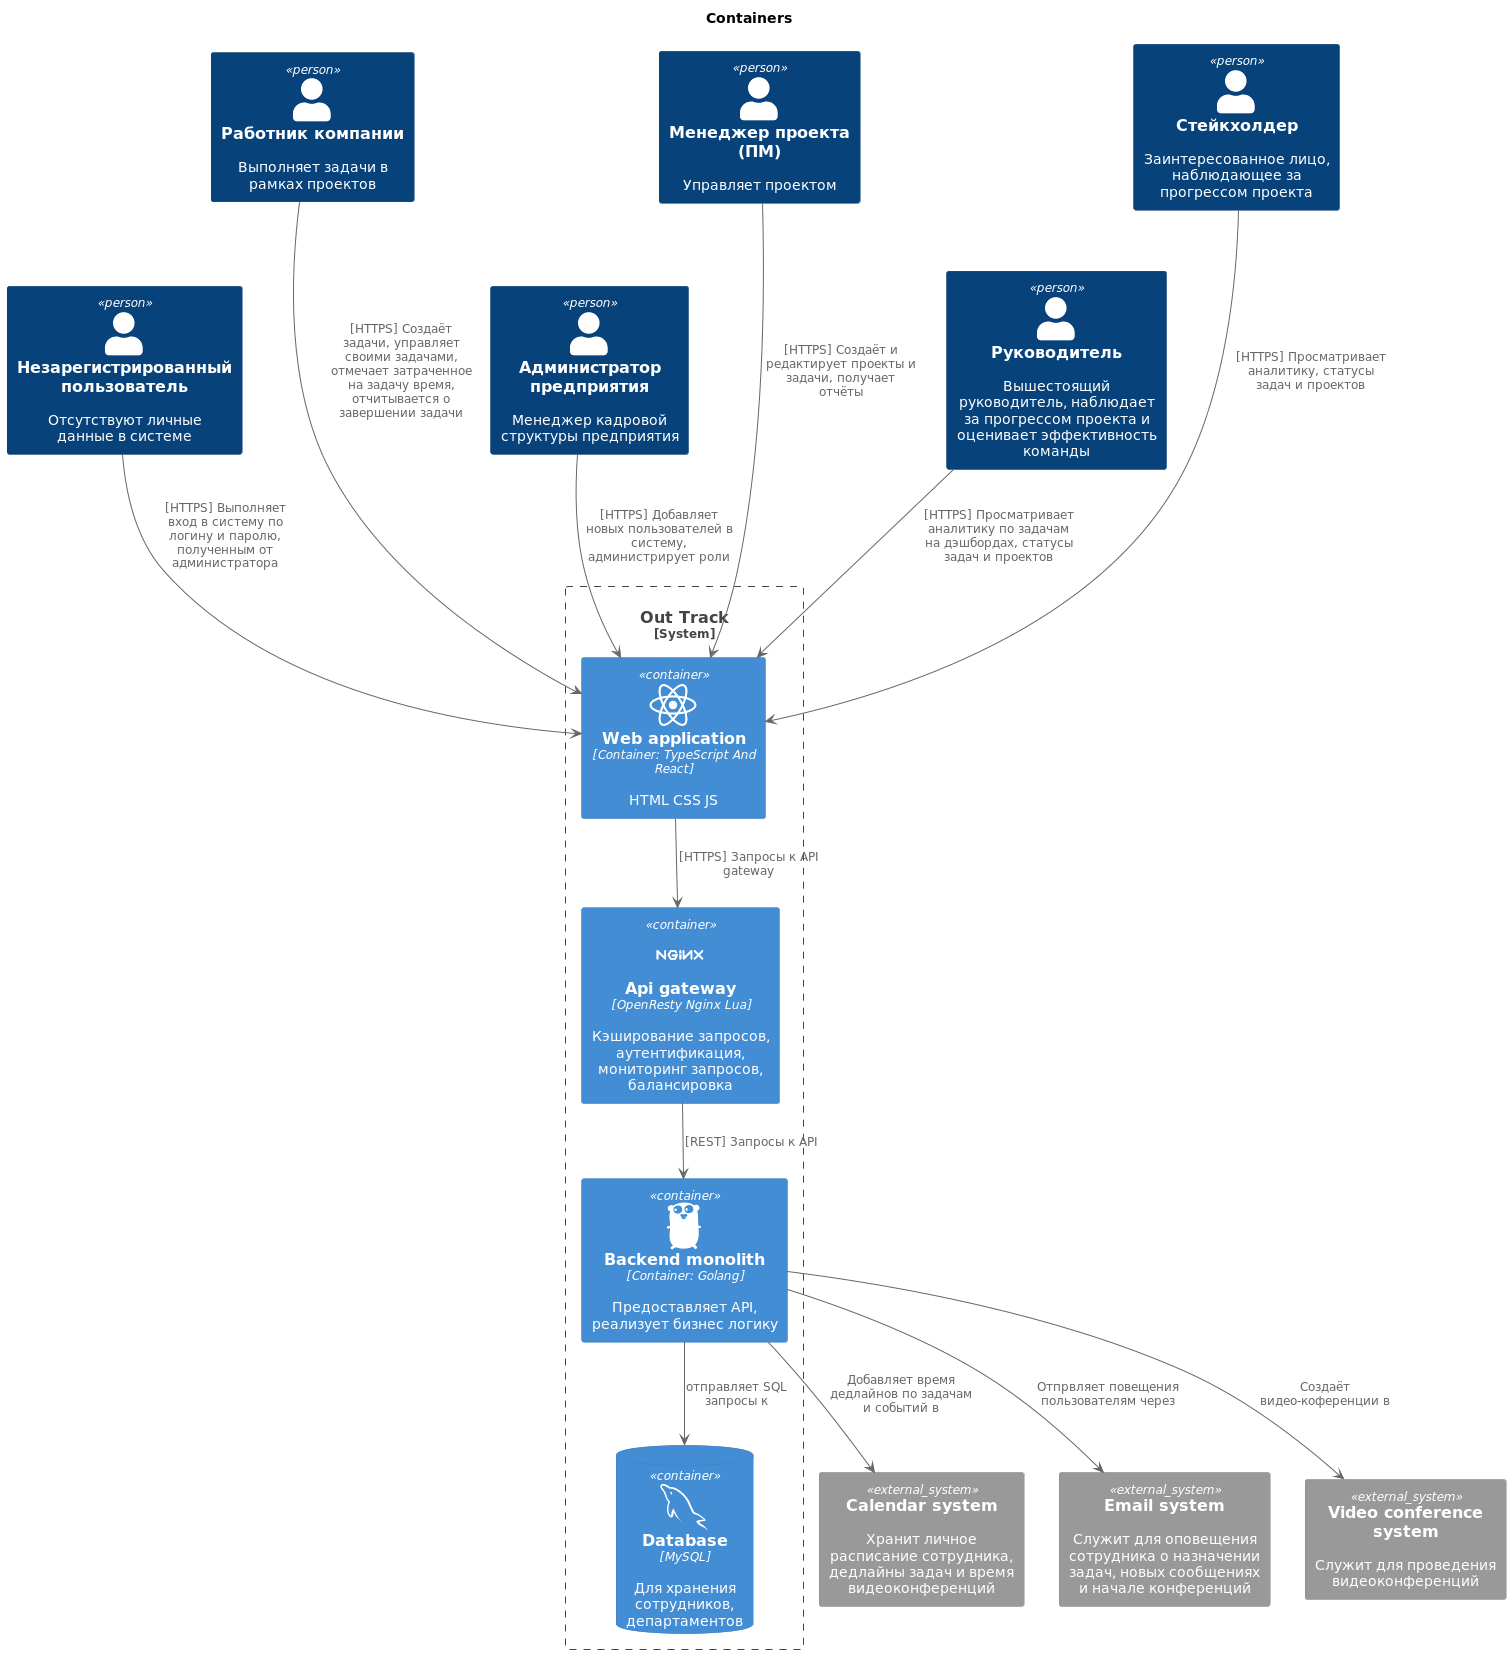 Containers
«person»
Работник компании
Выполняет задачи в
рамках проектов
«person»
Менеджер проекта
(ПМ)
Управляет проектом
«person»
Стейкхолдер
Заинтересованное лицо,
наблюдающее за
прогрессом проекта
«person»
Незарегистрированный
пользователь
Отсутствуют личные
данные в системе
[HTTPS] Создаёт
задачи, управляет
своими задачами,
отмечает затраченное
на задачу время,
отчитывается о
завершении задачи
«person»
Администратор
предприятия
Менеджер кадровой
структуры предприятия
[HTTPS] Создаёт и
редактирует проекты и
задачи, получает
отчёты
«person»
Руководитель
Вышестоящий
руководитель, наблюдает
за прогрессом проекта и
оценивает эффективность
команды
[HTTPS] Просматривает
аналитику, статусы
задач и проектов
[HTTPS] Выполняет
вход в систему по
логину и паролю,
полученным от
администратора
[HTTPS] Добавляет
новых пользователей в
систему,
администрирует роли
[HTTPS] Просматривает
аналитику по задачам
на дэшбордах, статусы
задач и проектов
Out Track
[System]
«container»
Web application
[Container: TypeScript And
React]
HTML CSS JS
[HTTPS] Запросы к API
gateway
«container»
NGINX
Api gateway
[OpenResty Nginx Lua]
Кэширование запросов,
аутентификация,
мониторинг запросов,
балансировка
[REST] Запросы к API
«container»
Backend monolith
[Container: Golang]
Предоставляет API,
реализует бизнес логику
отправляет SQL
запросы к
Добавляет время
дедлайнов по задачам
и событий в
Отпрвляет повещения
пользователям через
Создаёт
видео-коференции в
«container»
Database
[MySQL]
Для хранения
сотрудников,
департаментов
«external_system»
Calendar system
Хранит личное
расписание сотрудника,
дедлайны задач и время
видеоконференций
«external_system»
Email system
Служит для оповещения
сотрудника о назначении
задач, новых сообщениях
и начале конференций
«external_system»
Video conference
system
Служит для проведения
видеоконференций